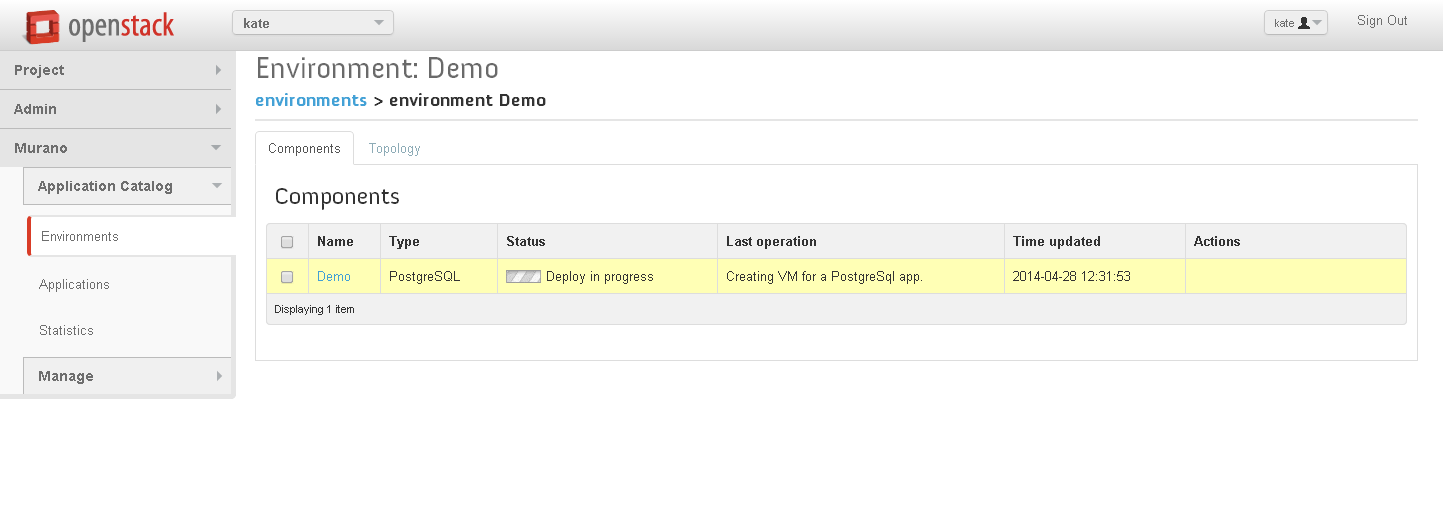 openstack kate kate Sign Out
Project
Admin
Murano
Application Catalog
Environments
Applications
Statistics
Manage
Environment: Demo
environments > environment Demo
Components Topology
Components
Name Type Status Last operation Time updated Actions
Demo PostgreSQL Deploy in progress Creating VM for a PostgreSql app. 2014-04-28 12:31:53
Displaying 1 item